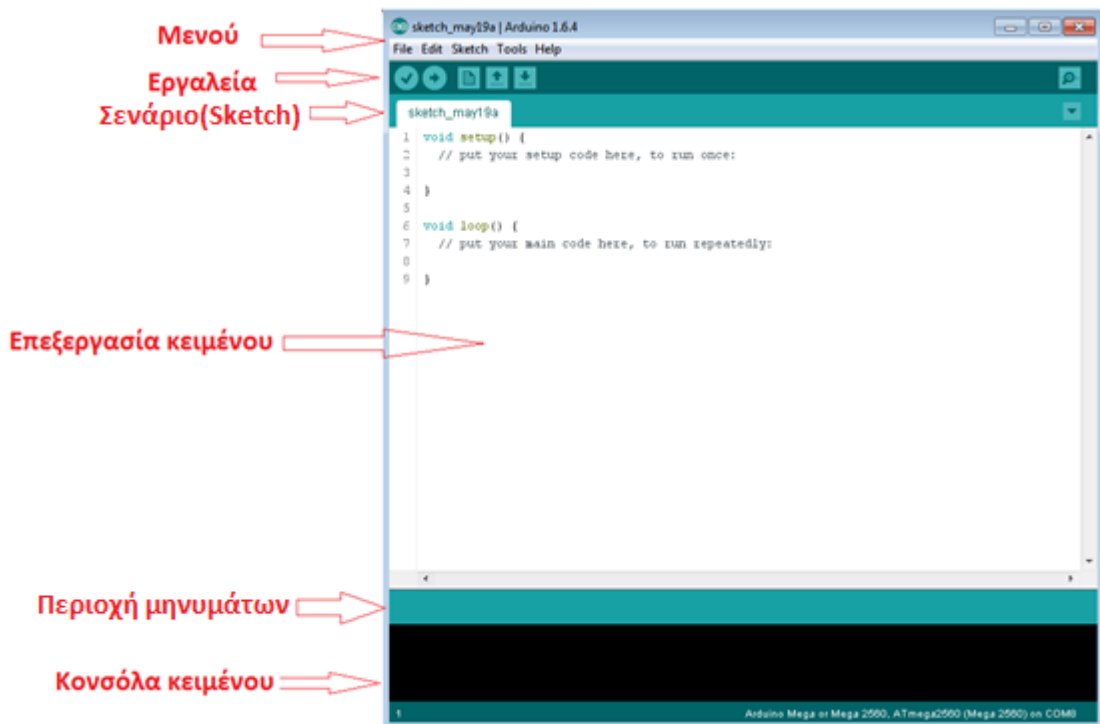 sketch_may19a | Arduino 1.6.4
Μενού
File Edit Sketch Tools Help
Εργαλεία
Σενάριο(Sketch)
sketch_may19a
1 void setup() {
2 // put your setup code here, to run once:
3
4 }
5
6 void loop() {
7 // put your main code here, to run repeatedly:
8
9 }
Επεξεργασία κειμένου
Περιοχή μηνυμάτων
Κονσόλα κειμένου
1 Arduino Mega or Mega 2560, ATmega2560 (Mega 2560) on COM8